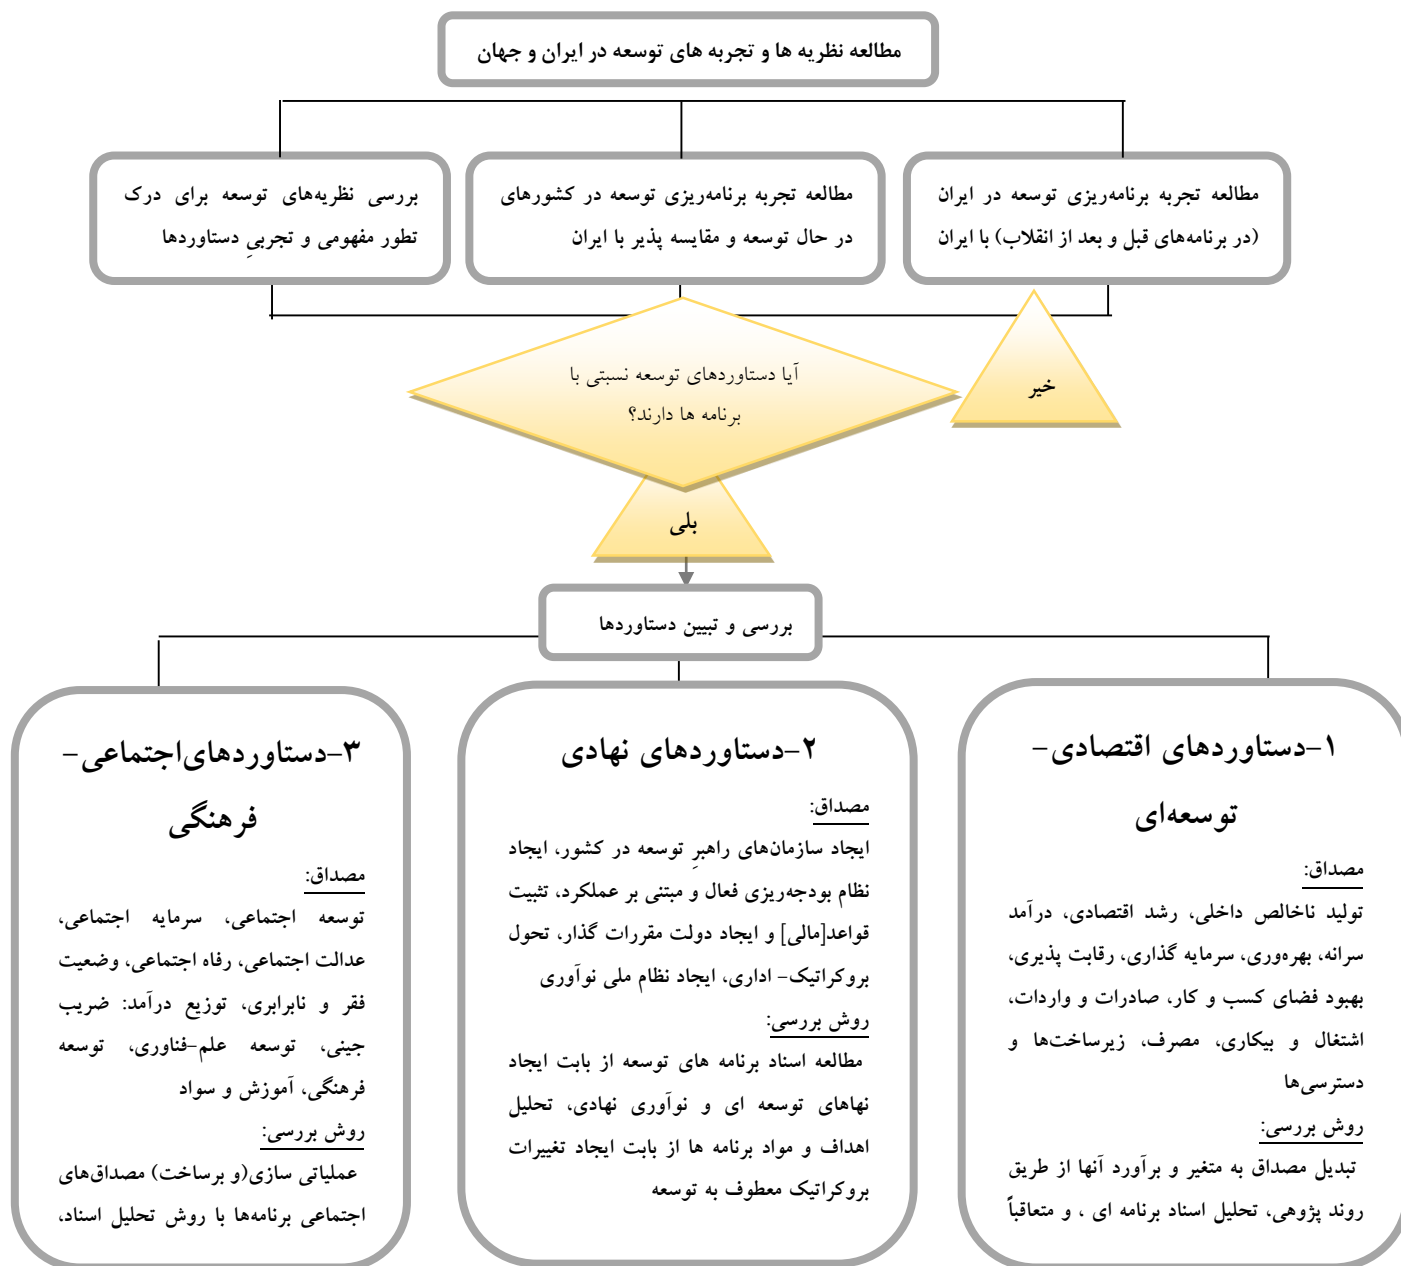 مطالعه نظریه ها و تجربه های توسعه در ایران و جهان
مطالعه تجربه برنامه‌ریزی توسعه در ایران
(در برنامه‌های قبل و بعد از انقلاب) با ایران
مطالعه تجربه برنامه‌ریزی توسعه در کشورهای
در حال توسعه و مقایسه پذیر با ایران
بررسی نظریه‌های توسعه برای درک
تطور مفهومی و تجربیِ دستاوردها
آیا دستاوردهای توسعه نسبتی با
برنامه ها دارند؟
خیر
بلی
بررسی و تبیین دستاوردها
۱-دستاوردهای اقتصادی-
توسعه‌ای
مصداق:
تولید ناخالص داخلی، رشد اقتصادی، درآمد
سرانه، بهره‌وری، سرمایه گذاری، رقابت پذیری،
بهبود فضای کسب و کار، صادرات و واردات،
اشتغال و بیکاری، مصرف، زیرساخت‌ها و
دسترسی‌ها
روش بررسی:
تبدیل مصداق به متغیر و برآورد آنها از طریق
روند پژوهی، تحلیل اسناد برنامه ای ، و متعاقباً
۲-دستاوردهای نهادی
مصداق:
ایجاد سازمان‌های راهبرِ توسعه در کشور، ایجاد
نظام بودجه‌ریزی فعال و مبتنی بر عملکرد، تثبیت
قواعد[مالی] و ایجاد دولت مقررات گذار، تحول
بروکراتیک- اداری، ایجاد نظام ملی نوآوری
روش بررسی:
مطالعه اسناد برنامه های توسعه از بابت ایجاد
نهاهای توسعه ای و نوآوری نهادی، تحلیل
اهداف و مواد برنامه ها از بابت ایجاد تغییرات
بروکراتیک معطوف به توسعه
۳-دستاوردهای‌اجتماعی-
فرهنگی
مصداق:
توسعه اجتماعی، سرمایه اجتماعی،
عدالت اجتماعی، رفاه اجتماعی، وضعیت
فقر و نابرابری، توزیع درآمد: ضریب
جینی، توسعه علم-فناوری، توسعه
فرهنگی، آموزش و سواد
روش بررسی:
عملیاتی سازی(و برساخت) مصداق‌های
اجتماعی برنامه‌ها با روش تحلیل اسناد،